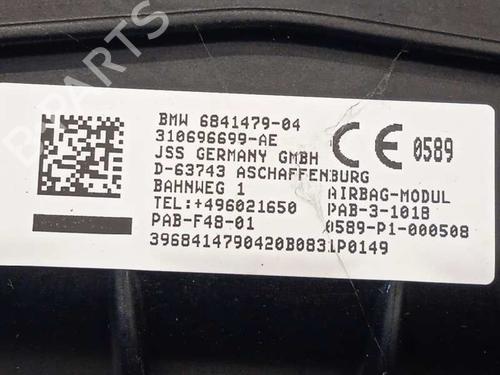 B-PARTS
BMW 6841479-04
310696699-AE
JSS GERMANY GMBH
D-63743 ASCHAFFENBURG
BAHNWEG 1
TEL:+496021650
PAB-F48-01
3968414790420B0831P0149
CE 0589
AIRBAG-MODUL
PAB-3-1018
0589-P1-000508